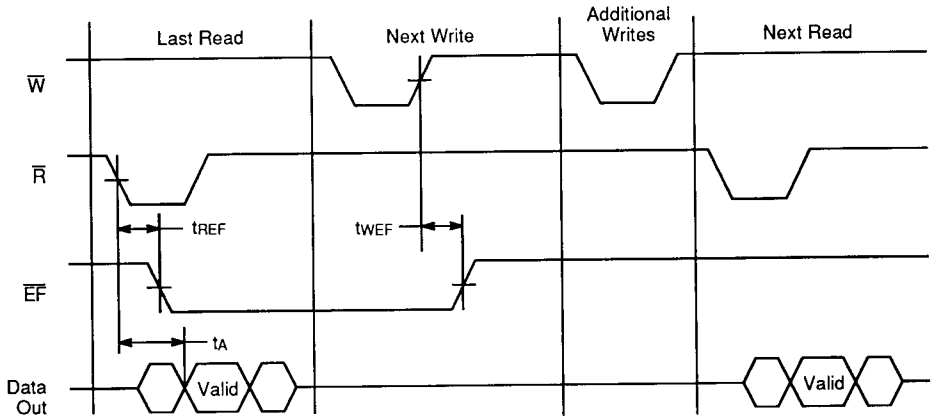 Last Read
Next Write
Additional
Writes
Next Read
W
R
tREF
tWEF
EF
tA
Data
Out
Valid
Valid